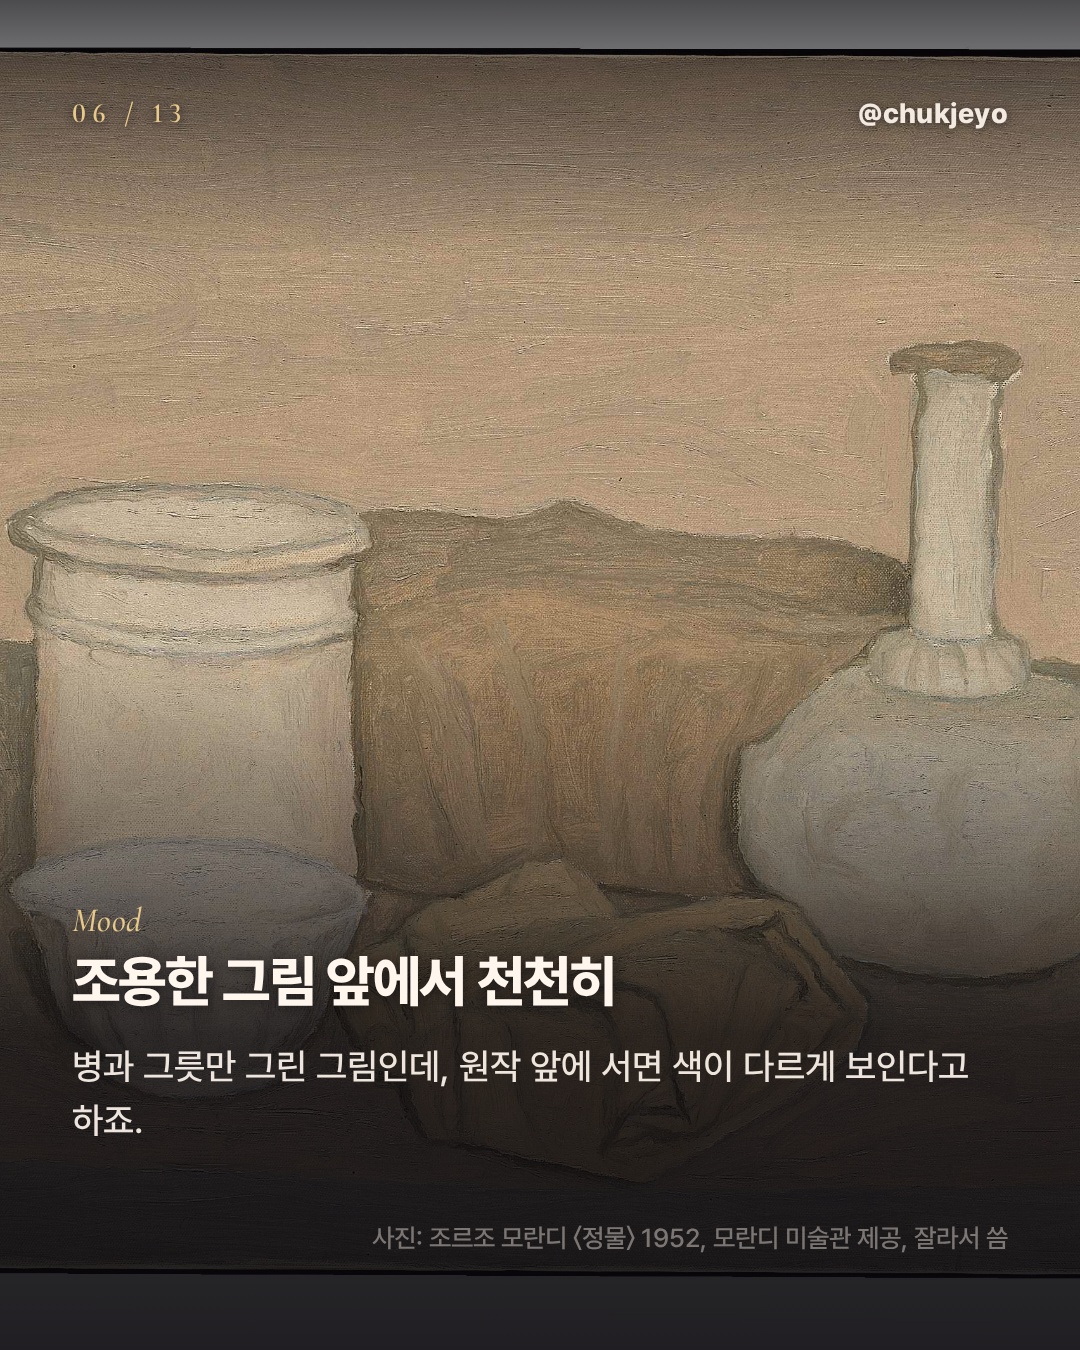 06 / 13
@chukjeyo
Mood
조용한 그림 앞에서 천천히
병과 그릇만 그린 그림인데, 원작 앞에 서면 색이 다르게 보인다고
하죠.
사진: 조르조 모란디 〈정물〉 1952, 모란디 미술관 제공, 잘라서 씀